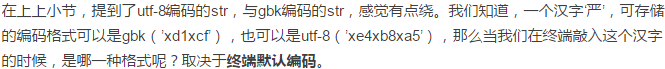 在上上小节，提到了utf-8编码的str，与gbk编码的str，感觉有点绕。我们知道，一个汉字‘严’，可存储
的编码格式可以是gbk（'xd1xcf'），也可以是utf-8（'xe4xb8xa5'），那么当我们在终端敲入这个汉字
的时候，是哪一种格式呢？取决于终端默认编码。